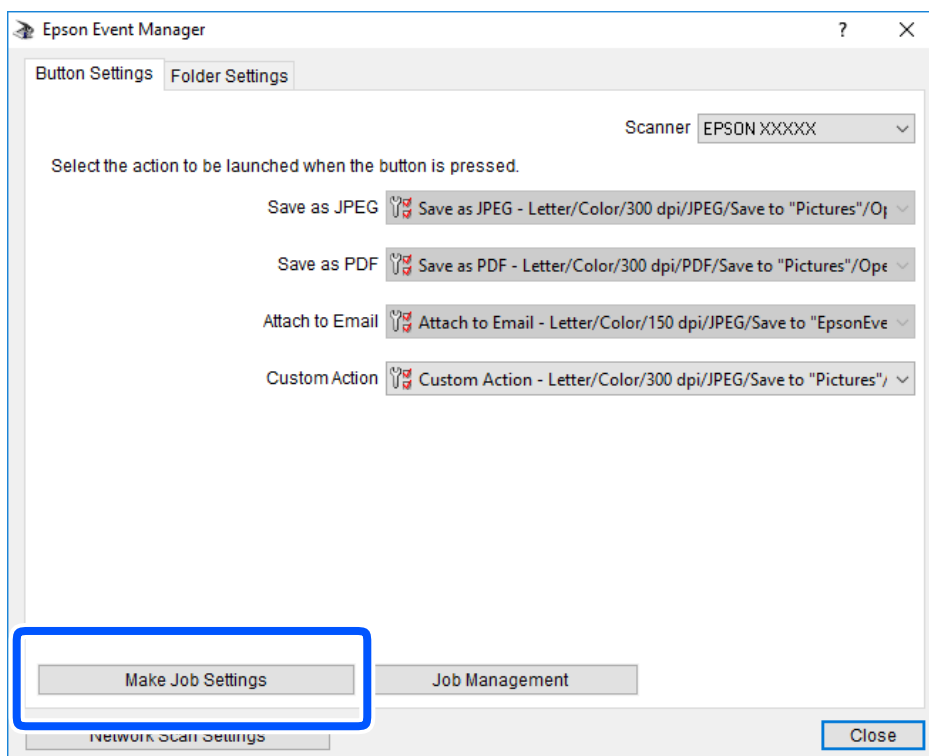 Epson Event Manager
Button Settings
Folder Settings
Scanner EPSON XXXXX
Select the action to be launched when the button is pressed.
Save as JPEG Save as JPEG - Letter/Color/300 dpi/JPEG/Save to "Pictures"/Op
Save as PDF Save as PDF - Letter/Color/300 dpi/PDF/Save to "Pictures"/Ope
Attach to Email Attach to Email - Letter/Color/150 dpi/JPEG/Save to "EpsonEve
Custom Action Custom Action - Letter/Color/300 dpi/JPEG/Save to "Pictures"/
Make Job Settings
Job Management
Network Scan Settings
Close